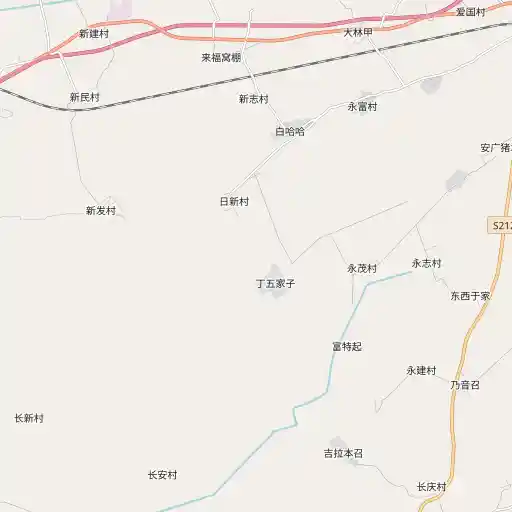 爱国村
新建村
大林甲
来福窝棚
新民村
新志村
永富村
白哈哈
安广猪
日新村
新发村
S212
永志村
永茂村
丁五家子
东西于家
富特起
永建村
乃音召
长新村
吉拉本召
长安村
长庆村